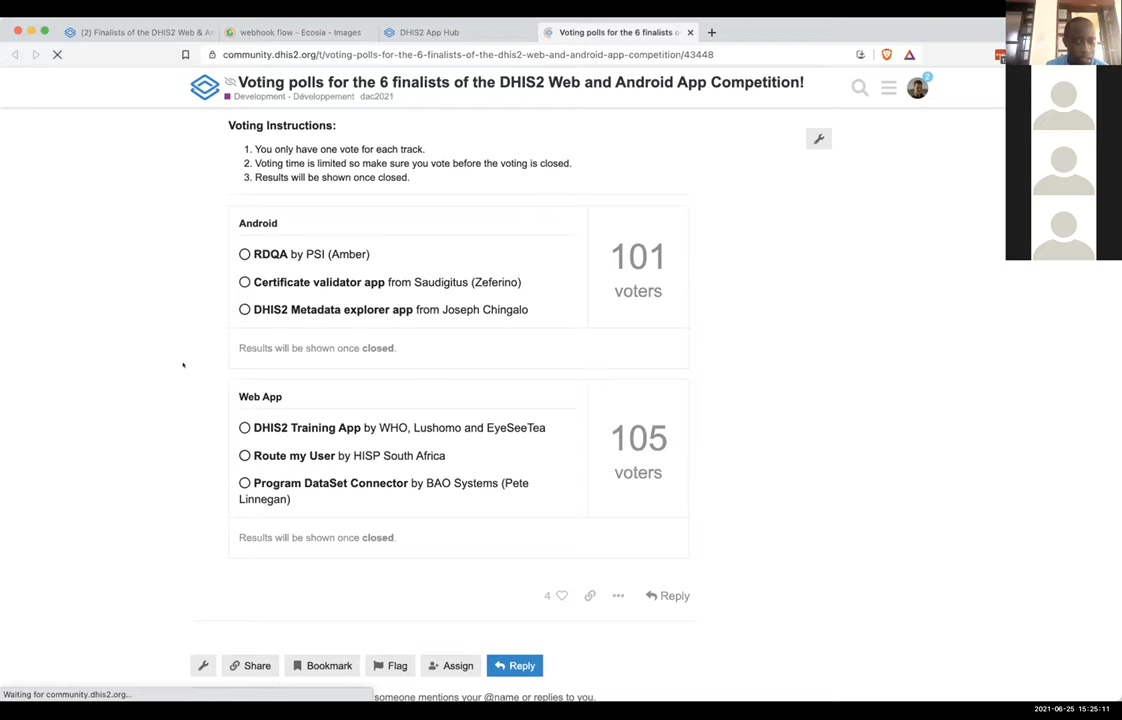 (2) Finalists of the DHIS2 Web & A
webhook flow - Ecosia - Images
DHIS2 App Hub
Voting polls for the 6 finalists o
community.dhis2.org/t/voting-polls-for-the-6-finalists-of-the-dhis2-web-and-android-app-competition/43448
Voting polls for the 6 finalists of the DHIS2 Web and Android App Competition!
Development - Développement dac2021
2
Voting Instructions:
1. You only have one vote for each track.
2. Voting time is limited so make sure you vote before the voting is closed.
3. Results will be shown once closed.
Android
RDQA by PSI (Amber)
Certificate validator app from Saudigitus (Zeferino)
DHIS2 Metadata explorer app from Joseph Chingalo
101
voters
Results will be shown once closed.
Web App
DHIS2 Training App by WHO, Lushomo and EyeSeeTea
Route my User by HISP South Africa
Program DataSet Connector by BAO Systems (Pete
Linnegan)
105
voters
Results will be shown once closed.
4
Reply
Share
Bookmark
Flag
Assign
Reply
Waiting for community.dhis2.org...
someone mentions your @name or replies to you.
2021-06-25 15:25:11